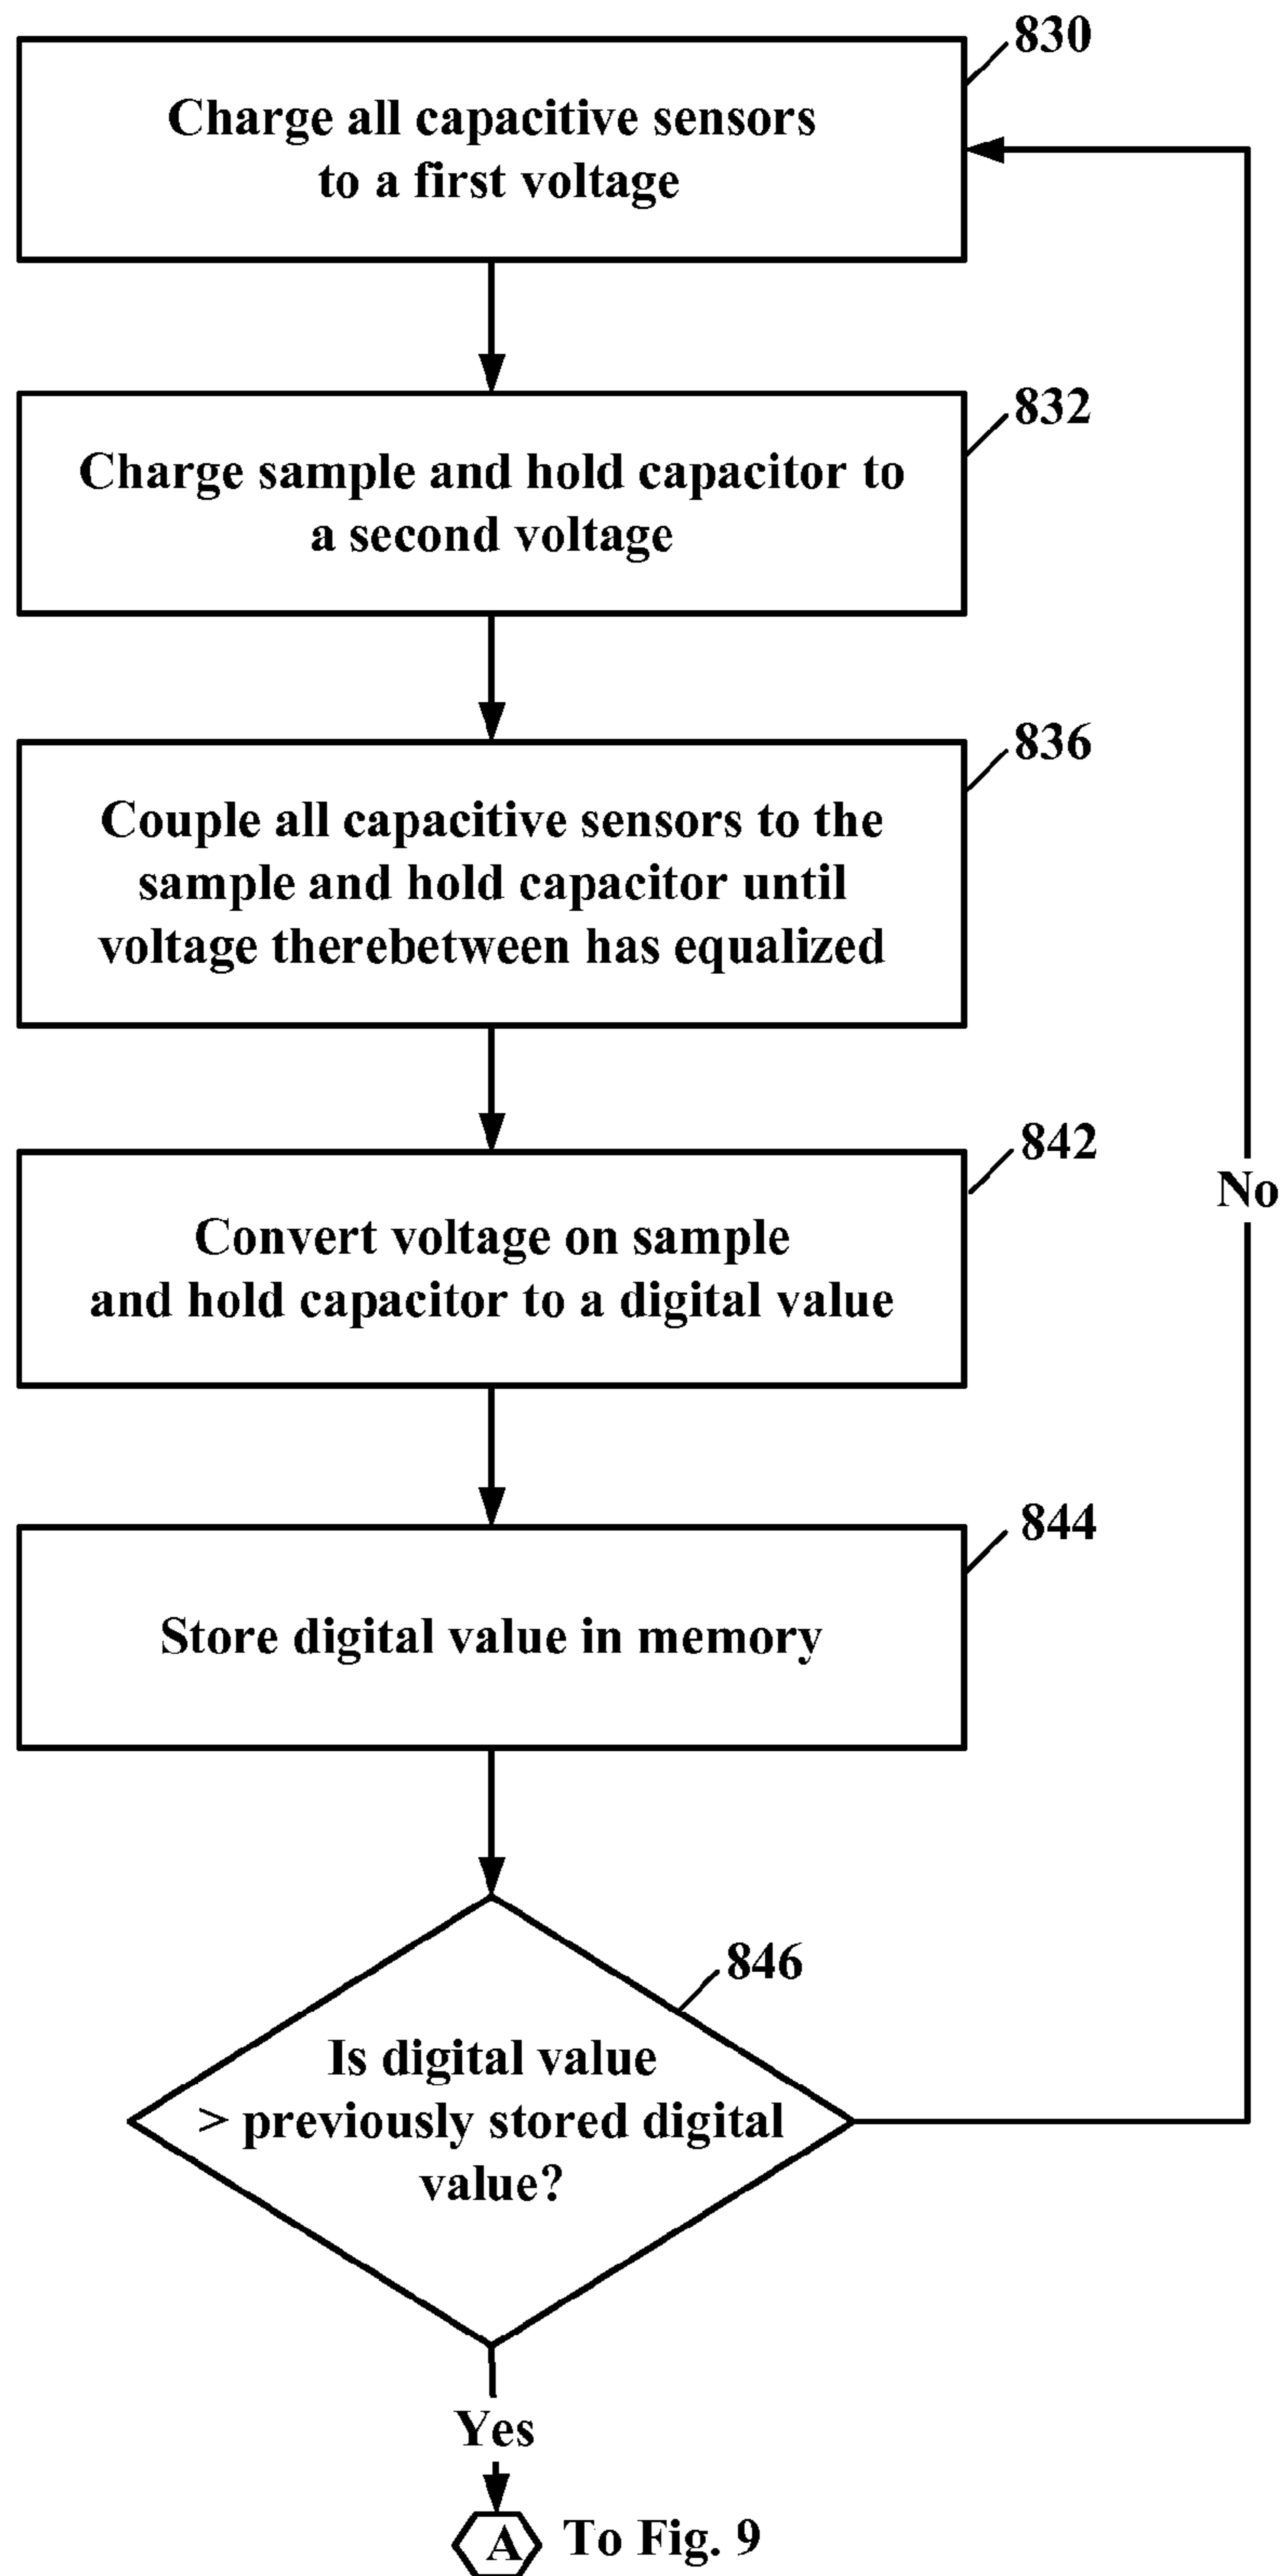 830
Charge all capacitive sensors
to a first voltage
832
Charge sample and hold capacitor to
a second voltage
836
Couple all capacitive sensors to the
sample and hold capacitor until
voltage therebetween has equalized
842
Convert voltage on sample
and hold capacitor to a digital value
No
844
Store digital value in memory
846
Is digital value
> previously stored digital
value?
Yes
A To Fig. 9